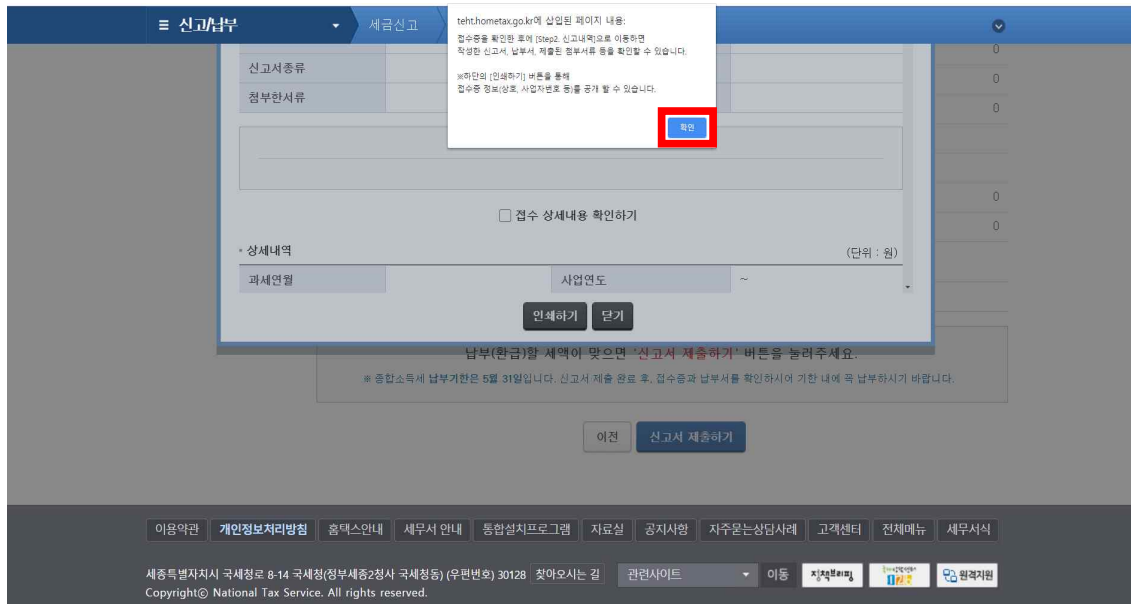 ≡ 신고/납부
세금신고
teht.hometax.go.kr에 삽입된 페이지 내용:
접수증을 확인한 후에 [Step2. 신고내역]으로 이동하면
작성한 신고서, 납부서, 제출된 첨부서류 등을 확인할 수 있습니다.
※하단의 [인쇄하기] 버튼을 통해
접수증 정보(상호, 사업자번호 등)를 공개 할 수 있습니다.
확인
신고서종류
첨부한서류
0
0
0
0
0
접수 상세내용 확인하기
상세내역
(단위 : 원)
과세연월 사업연도 ~
인쇄하기 닫기
납부(환급)할 세액이 맞으면 '신고서 제출하기' 버튼을 눌러주세요.
※ 종합소득세 납부기한은 5월 31일입니다. 신고서 제출 완료 후, 접수증과 납부서를 확인하시어 기한 내에 꼭 납부하시기 바랍니다.
이전 신고서 제출하기
이용약관 개인정보처리방침 홈택스안내 세무서 안내 통합설치프로그램 자료실 공지사항 자주묻는상담사례 고객센터 전체메뉴 세무서식
세종특별자치시 국세청로 8-14 국세청(정부세종2청사 국세청동) (우편번호) 30128 찾아오시는 길 관련사이트 이동 정책브리핑 원격지원
Copyrightⓒ National Tax Service. All rights reserved.